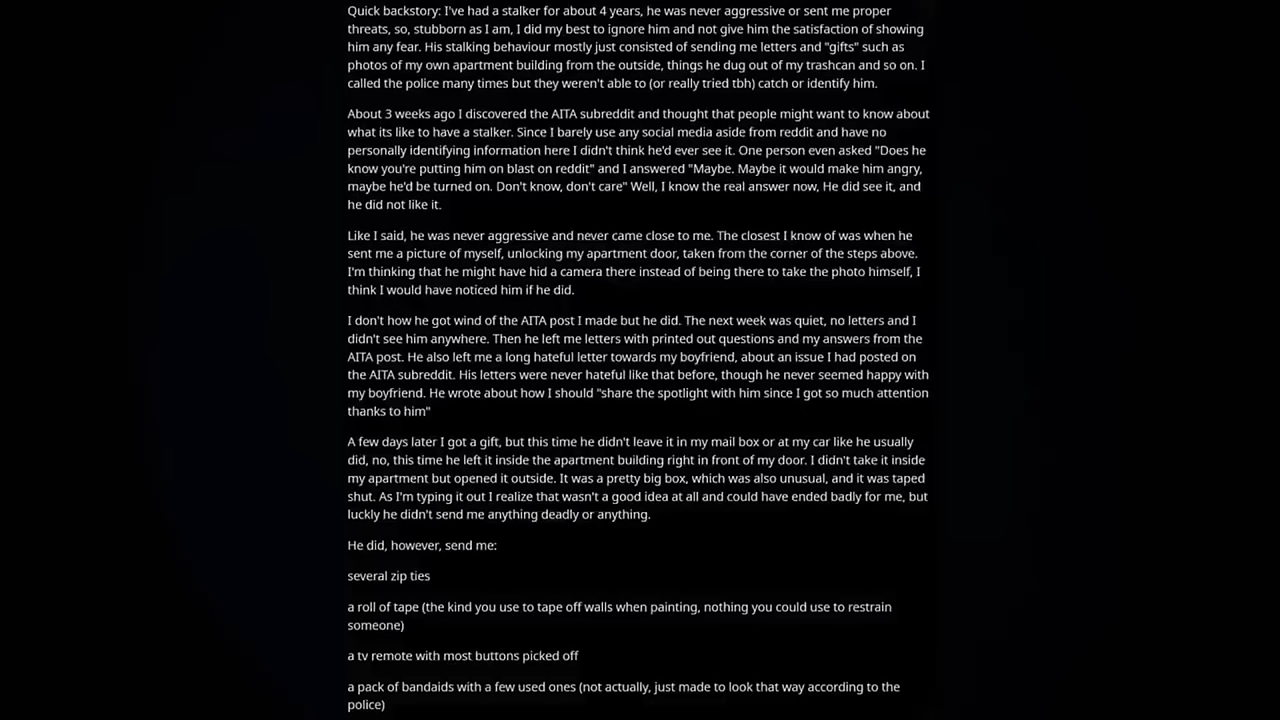 Quick backstory: I've had a stalker for about 4 years, he was never aggressive or sent me proper
threats, so, stubborn as I am, I did my best to ignore him and not give him the satisfaction of showing
him any fear. His stalking behaviour mostly just consisted of sending me letters and "gifts" such as
photos of my own apartment building from the outside, things he dug out of my trashcan and so on. I
called the police many times but they weren't able to (or really tried tbh) catch or identify him.
About 3 weeks ago I discovered the AITA subreddit and thought that people might want to know about
what its like to have a stalker. Since I barely use any social media aside from reddit and have no
personally identifying information here I didn't think he'd ever see it. One person even asked "Does he
know you're putting him on blast on reddit" and I answered "Maybe. Maybe it would make him angry,
maybe he'd be turned on. Don't know, don't care" Well, I know the real answer now, He did see it, and
he did not like it.
Like I said, he was never aggressive and never came close to me. The closest I know of was when he
sent me a picture of myself, unlocking my apartment door, taken from the corner of the steps above.
I'm thinking that he might have hid a camera there instead of being there to take the photo himself, I
think I would have noticed him if he did.
I don't how he got wind of the AITA post I made but he did. The next week was quiet, no letters and I
didn't see him anywhere. Then he left me letters with printed out questions and my answers from the
AITA post. He also left me a long hateful letter towards my boyfriend, about an issue I had posted on
the AITA subreddit. His letters were never hateful like that before, though he never seemed happy with
my boyfriend. He wrote about how I should "share the spotlight with him since I got so much attention
thanks to him"
A few days later I got a gift, but this time he didn't leave it in my mail box or at my car like he usually
did, no, this time he left it inside the apartment building right in front of my door. I didn't take it inside
my apartment but opened it outside. It was a pretty big box, which was also unusual, and it was taped
shut. As I'm typing it out I realize that wasn't a good idea at all and could have ended badly for me, but
luckily he didn't send me anything deadly or anything.
He did, however, send me:
several zip ties
a roll of tape (the kind you use to tape off walls when painting, nothing you could use to restrain
someone)
a tv remote with most buttons picked off
a pack of bandaids with a few used ones (not actually, just made to look that way according to the
police)